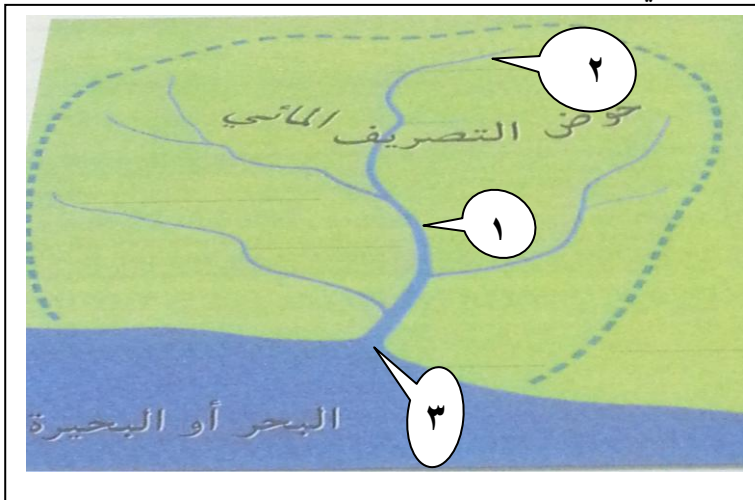 ٢
حوض التصريف المائي
١
٣
البحر أو البحيرة